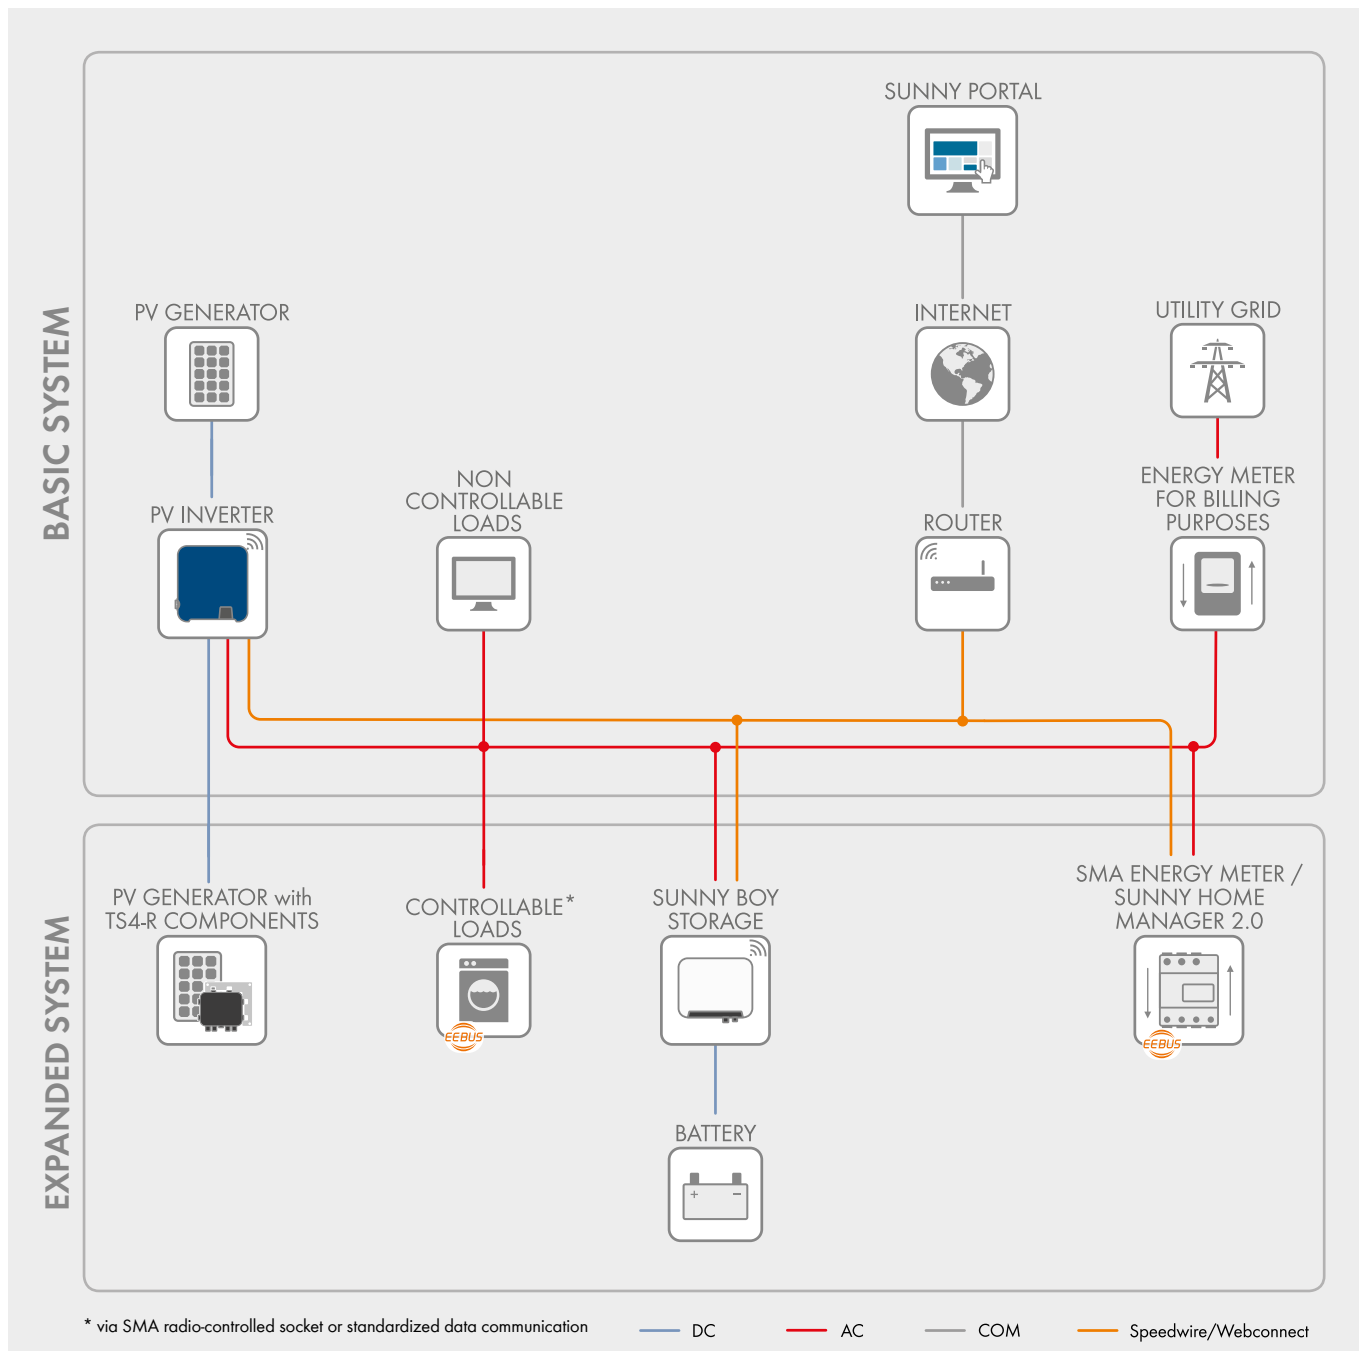 BASIC SYSTEM
SUNNY PORTAL
PV GENERATOR
INTERNET
UTILITY GRID
PV INVERTER
NON
CONTROLLABLE
LOADS
ROUTER
ENERGY METER
FOR BILLING
PURPOSES
EXPANDED SYSTEM
PV GENERATOR with
TS4-R COMPONENTS
CONTROLLABLE*
LOADS
EEBUS
SUNNY BOY
STORAGE
SMA ENERGY METER /
SUNNY HOME
MANAGER 2.0
EEBUS
BATTERY
+ −
* via SMA radio-controlled socket or standardized data communication
DC
AC
COM
Speedwire/Webconnect